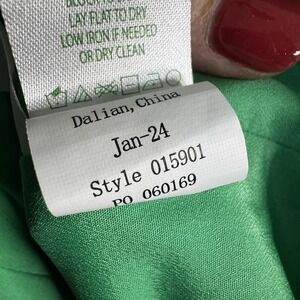 LAY FLAT TO DRY
LOW IRON IF NEEDED
OR DRY CLEAN
Dalian, China
Jan-24
Style 015901
PO 060169